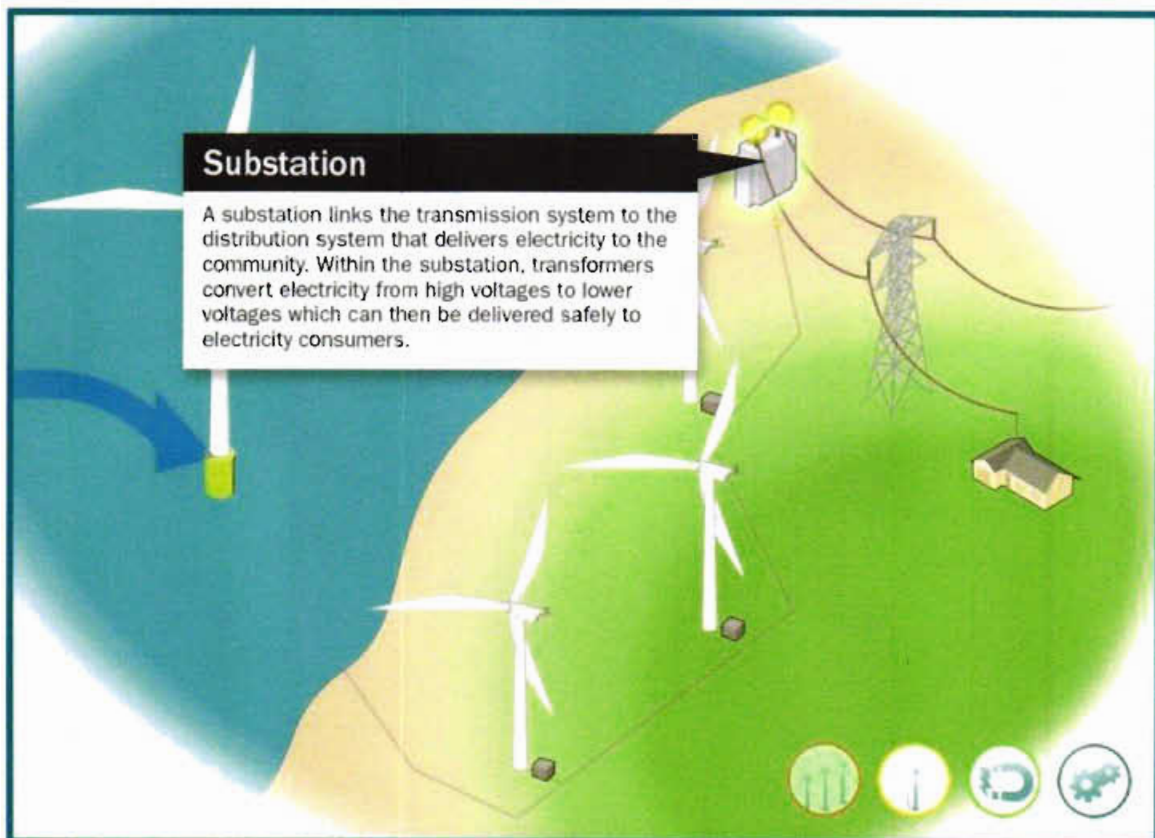 Substation
A substation links the transmission system to the
distribution system that delivers electricity to the
community. Within the substation, transformers
convert electricity from high voltages to lower
voltages which can then be delivered safely to
electricity consumers.